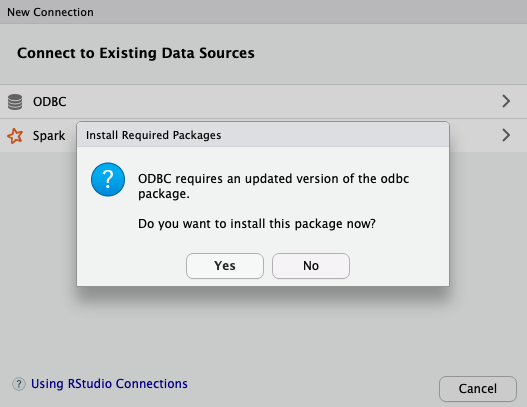 New Connection
Connect to Existing Data Sources
ODBC
Spark
Install Required Packages
?
ODBC requires an updated version of the odbc
package.
Do you want to install this package now?
Yes
No
? Using RStudio Connections
Cancel